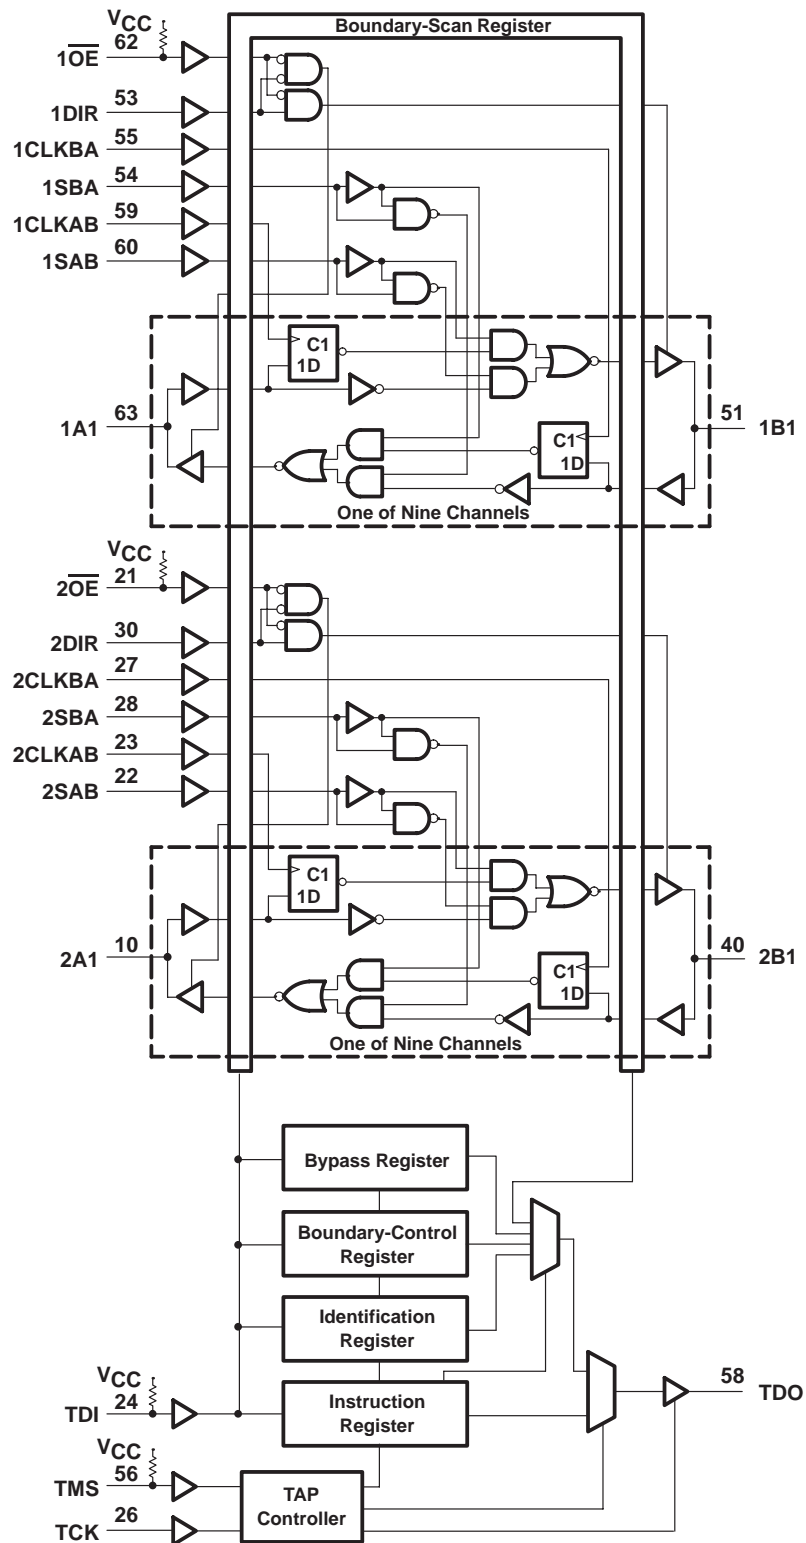 Boundary-Scan Register
VCC
62
1OE
53
1DIR
55
1CLKBA
54
1SBA
59
1CLKAB
60
1SAB
C1
1D
63
1A1
51
1B1
C1
1D
One of Nine Channels
VCC
21
2OE
30
2DIR
27
2CLKBA
28
2SBA
23
2CLKAB
22
2SAB
C1
1D
10
2A1
40
2B1
C1
1D
One of Nine Channels
Bypass Register
Boundary-Control
Register
Identification
Register
VCC
24
TDI
Instruction
Register
58
TDO
VCC
56
TMS
TAP
Controller
26
TCK